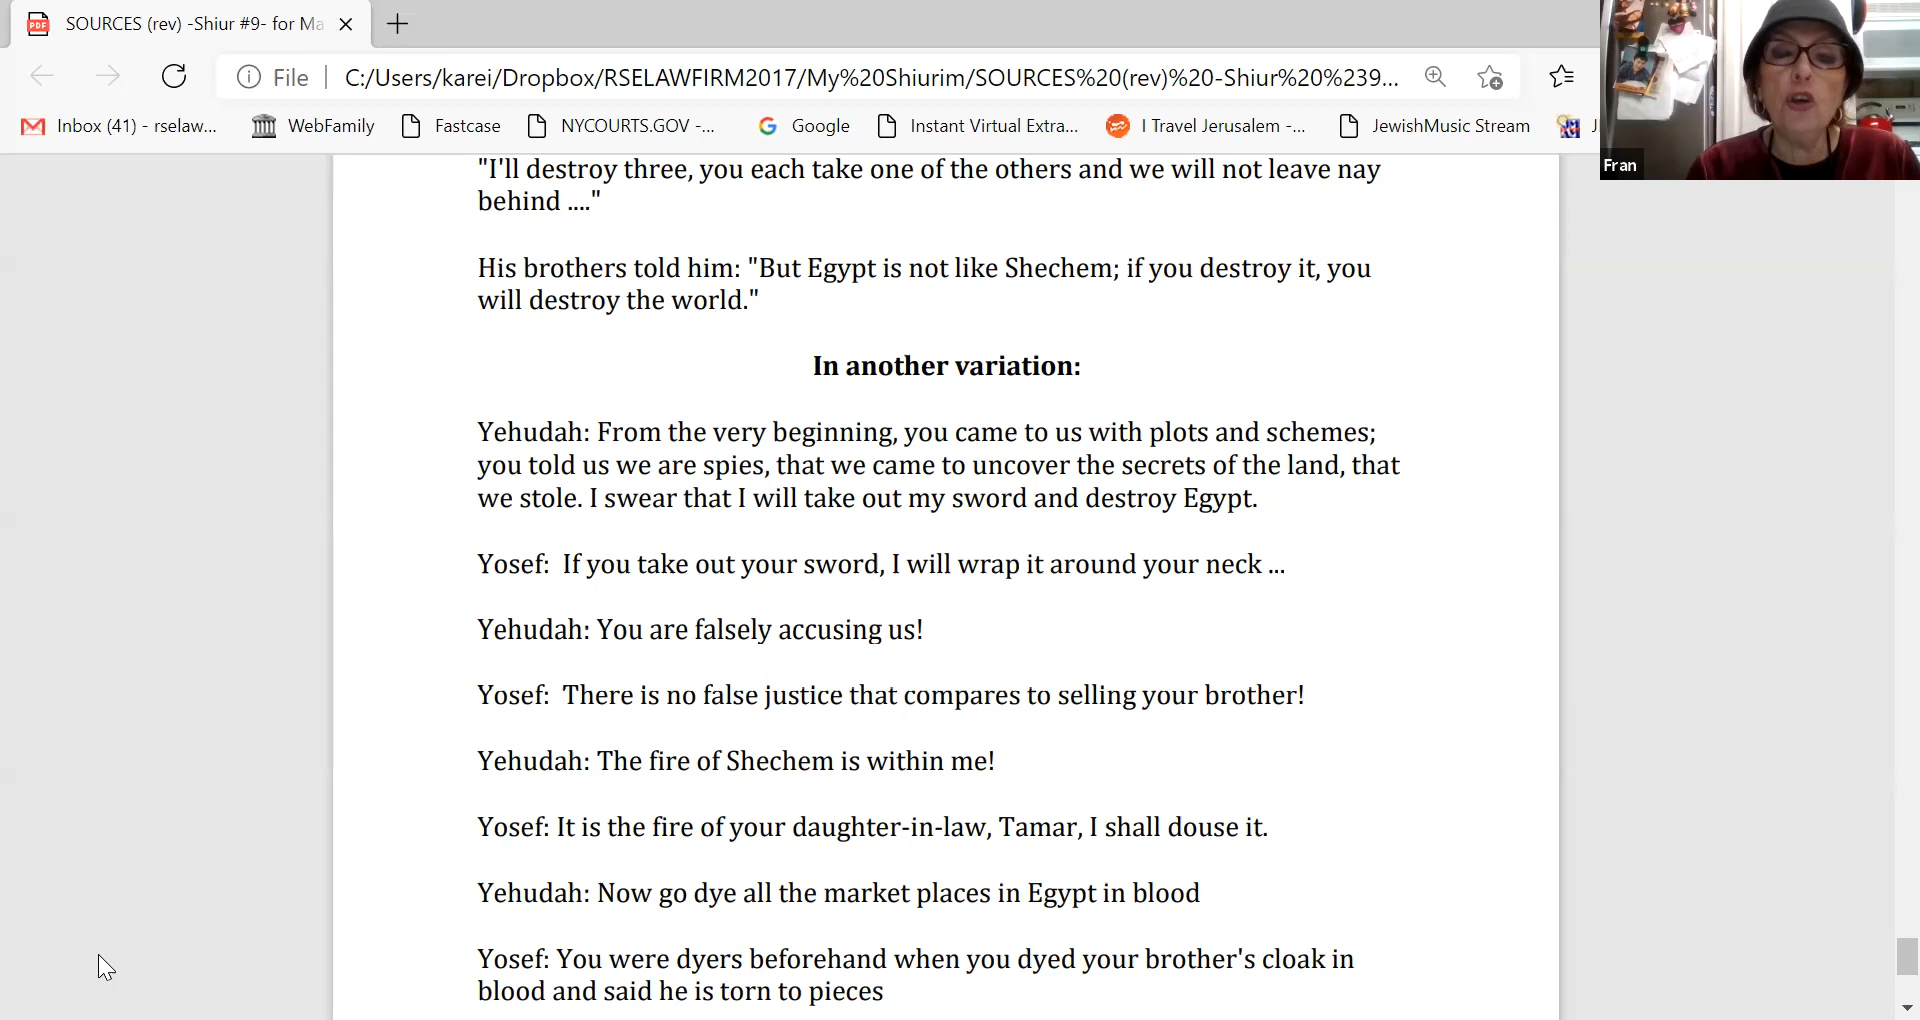 SOURCES (rev) -Shiur #9- for Ma
File
C:/Users/karei/Dropbox/RSELAWFIRM2017/My%20Shiurim/SOURCES%20(rev)%20-Shiur%20%239...
Inbox (41) - rselaw... WebFamily Fastcase NYCOURTS.GOV -... Google Instant Virtual Extra... I Travel Jerusalem -... JewishMusic Stream
Fran
"I'll destroy three, you each take one of the others and we will not leave nay
behind ...."
His brothers told him: "But Egypt is not like Shechem; if you destroy it, you
will destroy the world."
In another variation:
Yehudah: From the very beginning, you came to us with plots and schemes;
you told us we are spies, that we came to uncover the secrets of the land, that
we stole. I swear that I will take out my sword and destroy Egypt.
Yosef:  If you take out your sword, I will wrap it around your neck ...
Yehudah: You are falsely accusing us!
Yosef:  There is no false justice that compares to selling your brother!
Yehudah: The fire of Shechem is within me!
Yosef: It is the fire of your daughter-in-law, Tamar, I shall douse it.
Yehudah: Now go dye all the market places in Egypt in blood
Yosef: You were dyers beforehand when you dyed your brother's cloak in
blood and said he is torn to pieces